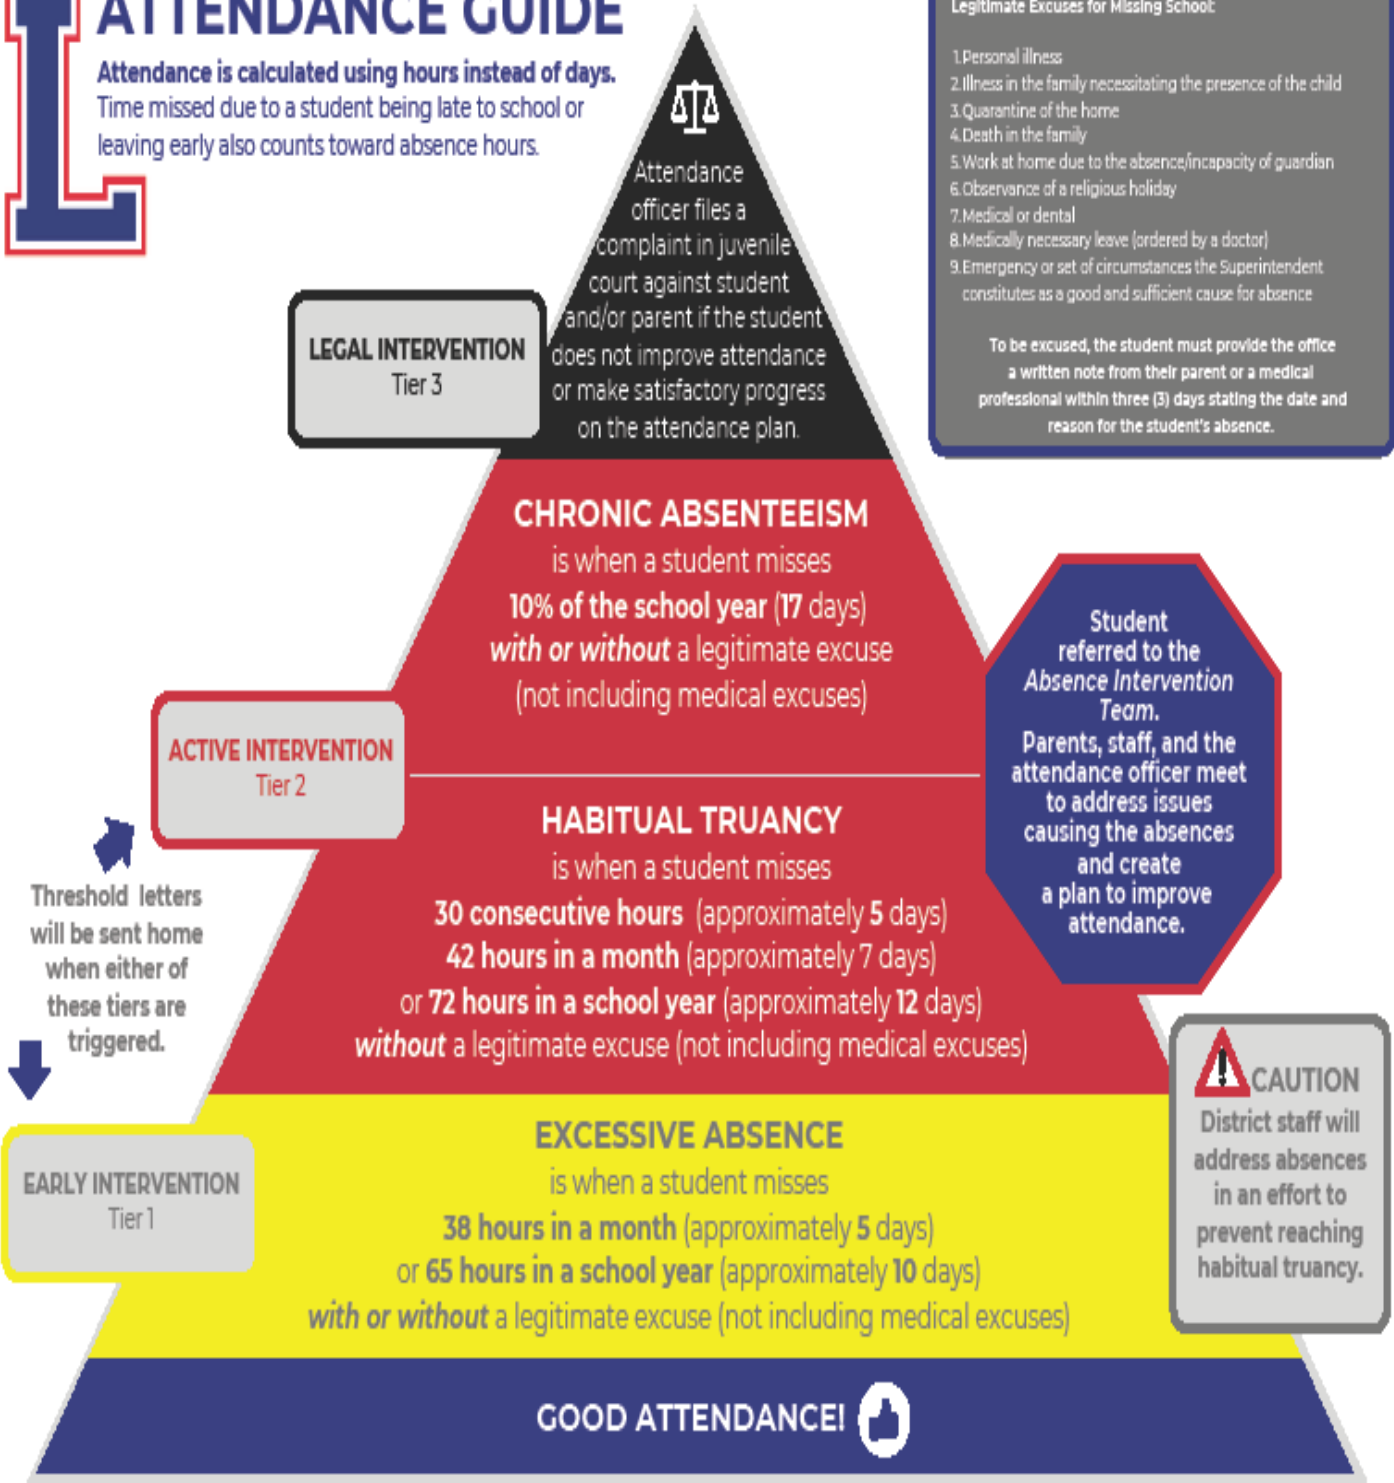 L
ATTENDANCE GUIDE
Attendance is calculated using hours instead of days.
Time missed due to a student being late to school or
leaving early also counts toward absence hours.
Legitimate Excuses for Missing School:
1.Personal illness
2.Illness in the family necessitating the presence of the child
3.Quarantine of the home
4.Death in the family
5.Work at home due to the absence/incapacity of guardian
6.Observance of a religious holiday
7.Medical or dental
8.Medically necessary leave (ordered by a doctor)
9.Emergency or set of circumstances the Superintendent
constitutes as a good and sufficient cause for absence
To be excused, the student must provide the office
a written note from their parent or a medical
professional within three (3) days stating the date and
reason for the student's absence.
Attendance
officer files a
complaint in juvenile
court against student
and/or parent if the student
does not improve attendance
or make satisfactory progress
on the attendance plan.
LEGAL INTERVENTION
Tier 3
CHRONIC ABSENTEEISM
is when a student misses
10% of the school year (17 days)
with or without a legitimate excuse
(not including medical excuses)
Student
referred to the
Absence Intervention
Team.
Parents, staff, and the
attendance officer meet
to address issues
causing the absences
and create
a plan to improve
attendance.
ACTIVE INTERVENTION
Tier 2
HABITUAL TRUANCY
is when a student misses
30 consecutive hours (approximately 5 days)
42 hours in a month (approximately 7 days)
or 72 hours in a school year (approximately 12 days)
without a legitimate excuse (not including medical excuses)
Threshold letters
will be sent home
when either of
these tiers are
triggered.
CAUTION
District staff will
address absences
in an effort to
prevent reaching
habitual truancy.
EARLY INTERVENTION
Tier 1
EXCESSIVE ABSENCE
is when a student misses
38 hours in a month (approximately 5 days)
or 65 hours in a school year (approximately 10 days)
with or without a legitimate excuse (not including medical excuses)
GOOD ATTENDANCE!